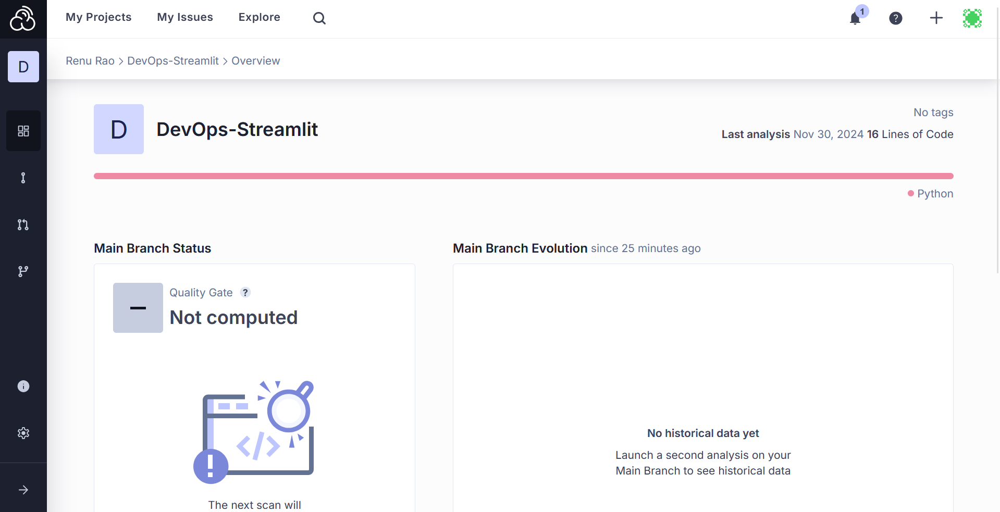 My Projects My Issues Explore
1
?
D
Renu Rao > DevOps-Streamlit > Overview
D
DevOps-Streamlit
No tags
Last analysis Nov 30, 2024 16 Lines of Code
Python
Main Branch Status
Main Branch Evolution since 25 minutes ago
Quality Gate ?
Not computed
No historical data yet
Launch a second analysis on your
Main Branch to see historical data
The next scan will